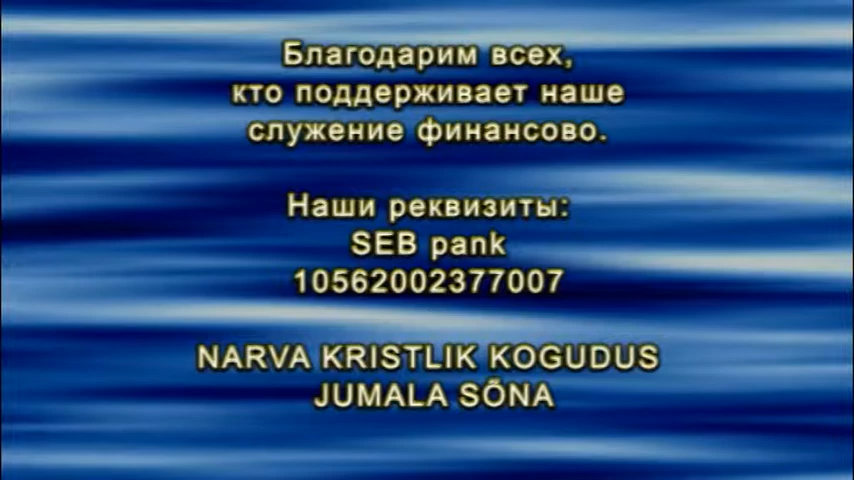 Благодарим всех,
кто поддерживает наше
служение финансово.
Наши реквизиты:
SEB pank
10562002377007
NARVA KRISTLIK KOGUDUS
JUMALA SÕNA